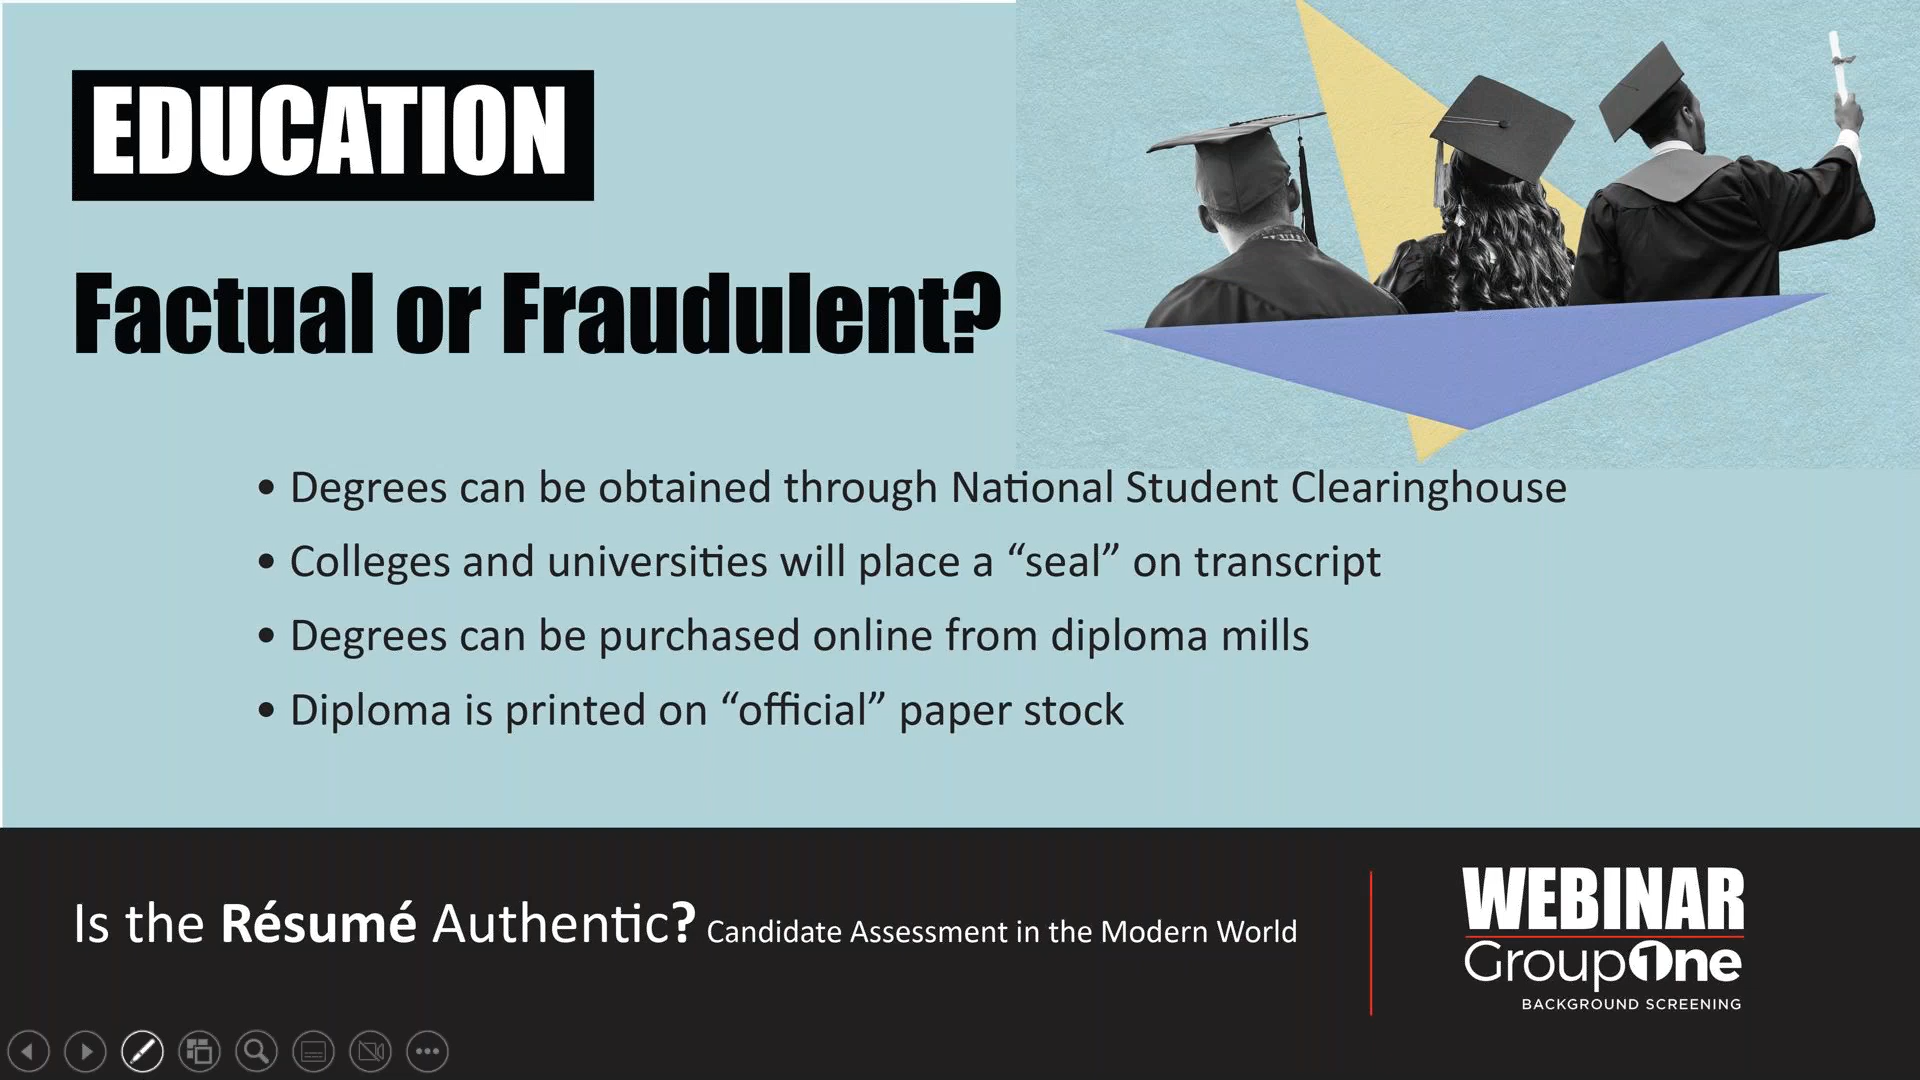 EDUCATION
Factual or Fraudulent?
• Degrees can be obtained through National Student Clearinghouse
• Colleges and universities will place a “seal” on transcript
• Degrees can be purchased online from diploma mills
• Diploma is printed on “official” paper stock
Is the Résumé Authentic? Candidate Assessment in the Modern World
WEBINAR
GroupOne
BACKGROUND SCREENING